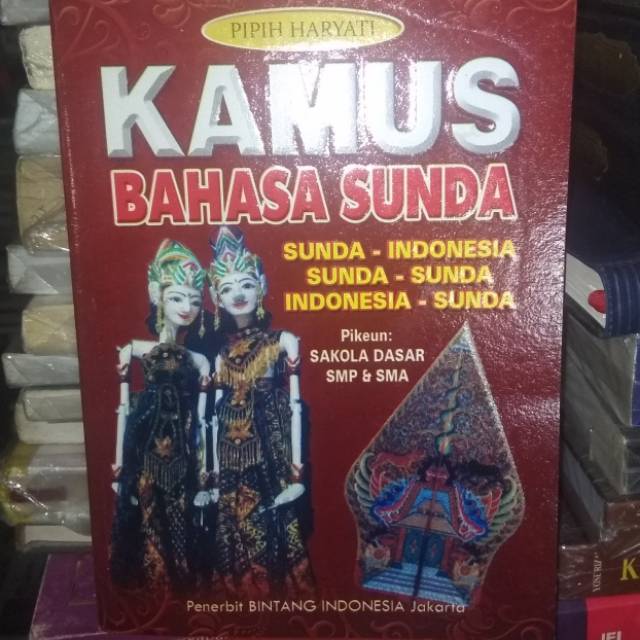 PIPIH HARYATI
KAMUS
BAHASA SUNDA
SUNDA - INDONESIA
SUNDA - SUNDA
INDONESIA - SUNDA
Pikeun:
SAKOLA DASAR
SMP & SMA
Penerbit BINTANG INDONESIA Jakarta